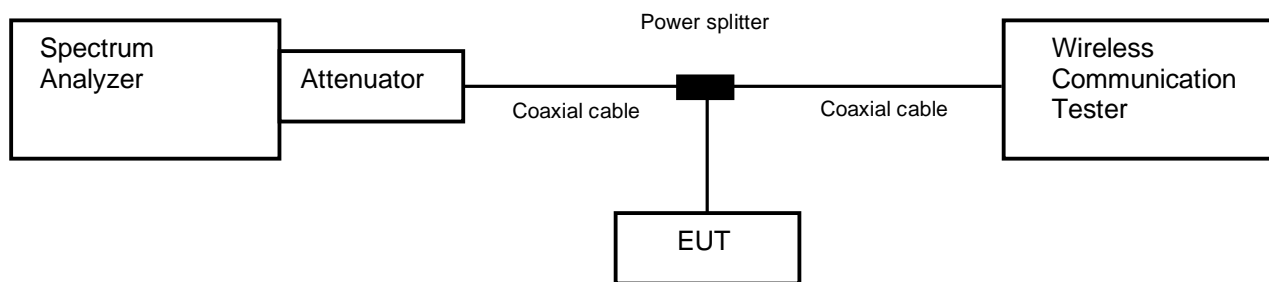 Power splitter
Spectrum
Analyzer
Attenuator
Coaxial cable
Coaxial cable
Wireless
Communication
Tester
EUT